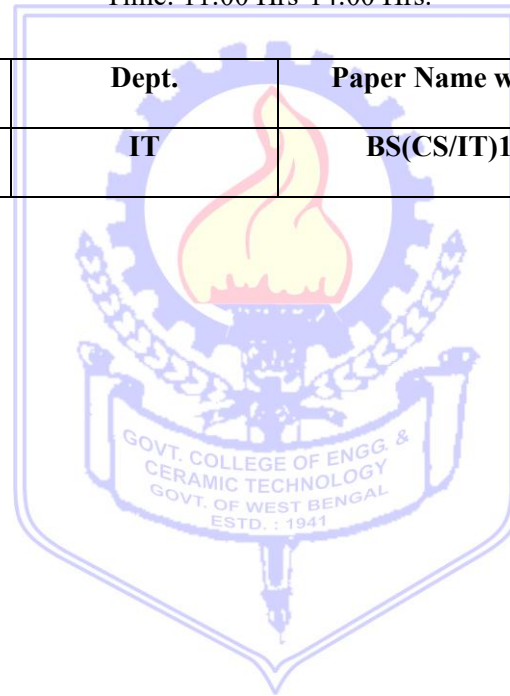 Time: 11:00 Hrs-14:00 Hrs.
Dept.
Paper Name w
IT
BS(CS/IT)1
GOVT. COLLEGE OF ENGG. &
CERAMIC TECHNOLOGY
GOVT. OF WEST BENGAL
ESTD. : 1941